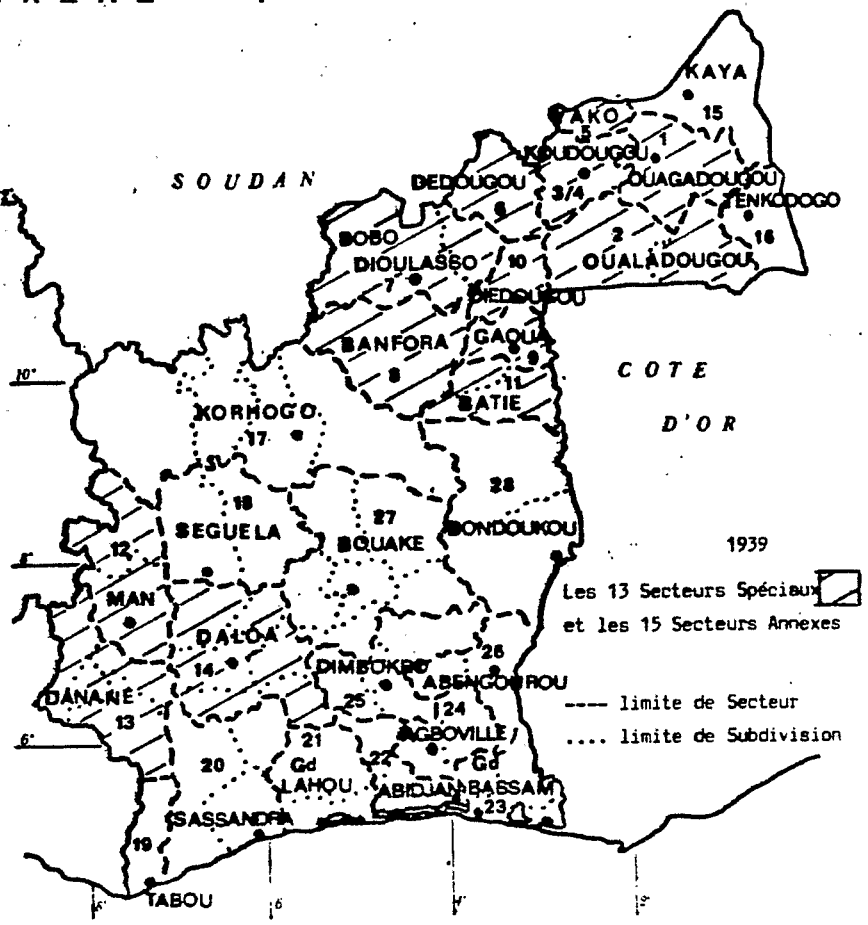 KAYA
15
YAKO
5
1
KOUDOUGOU
SOUDAN
DEDOUGOU
OUAGADOUGOU
3/4
TENKODOGO
6
BOBO
2
16
DIOULASSO
10
OUALADOUGOU
7
DIEDOUGOU
BANFORA
GAOUA
9
8
11
COTE
10°
BATIE
KORHOGO
D'OR
17
28
18
27
SEGUELA
BOUAKE
BONDOUKOU
12
1939
8°
Les 13 Secteurs Spéciaux
MAN
et les 15 Secteurs Annexes
DALOA
14
DIMBOKRO
26
ABENGOUROU
DANANE
25
24
limite de Secteur
13
21
AGBOVILLE
limite de Subdivision
6°
20
Gd
22
Gd
LAHOU
ABIDJAN
BASSAM
SASSANDRA
23
19
TABOU
6
4°
2°